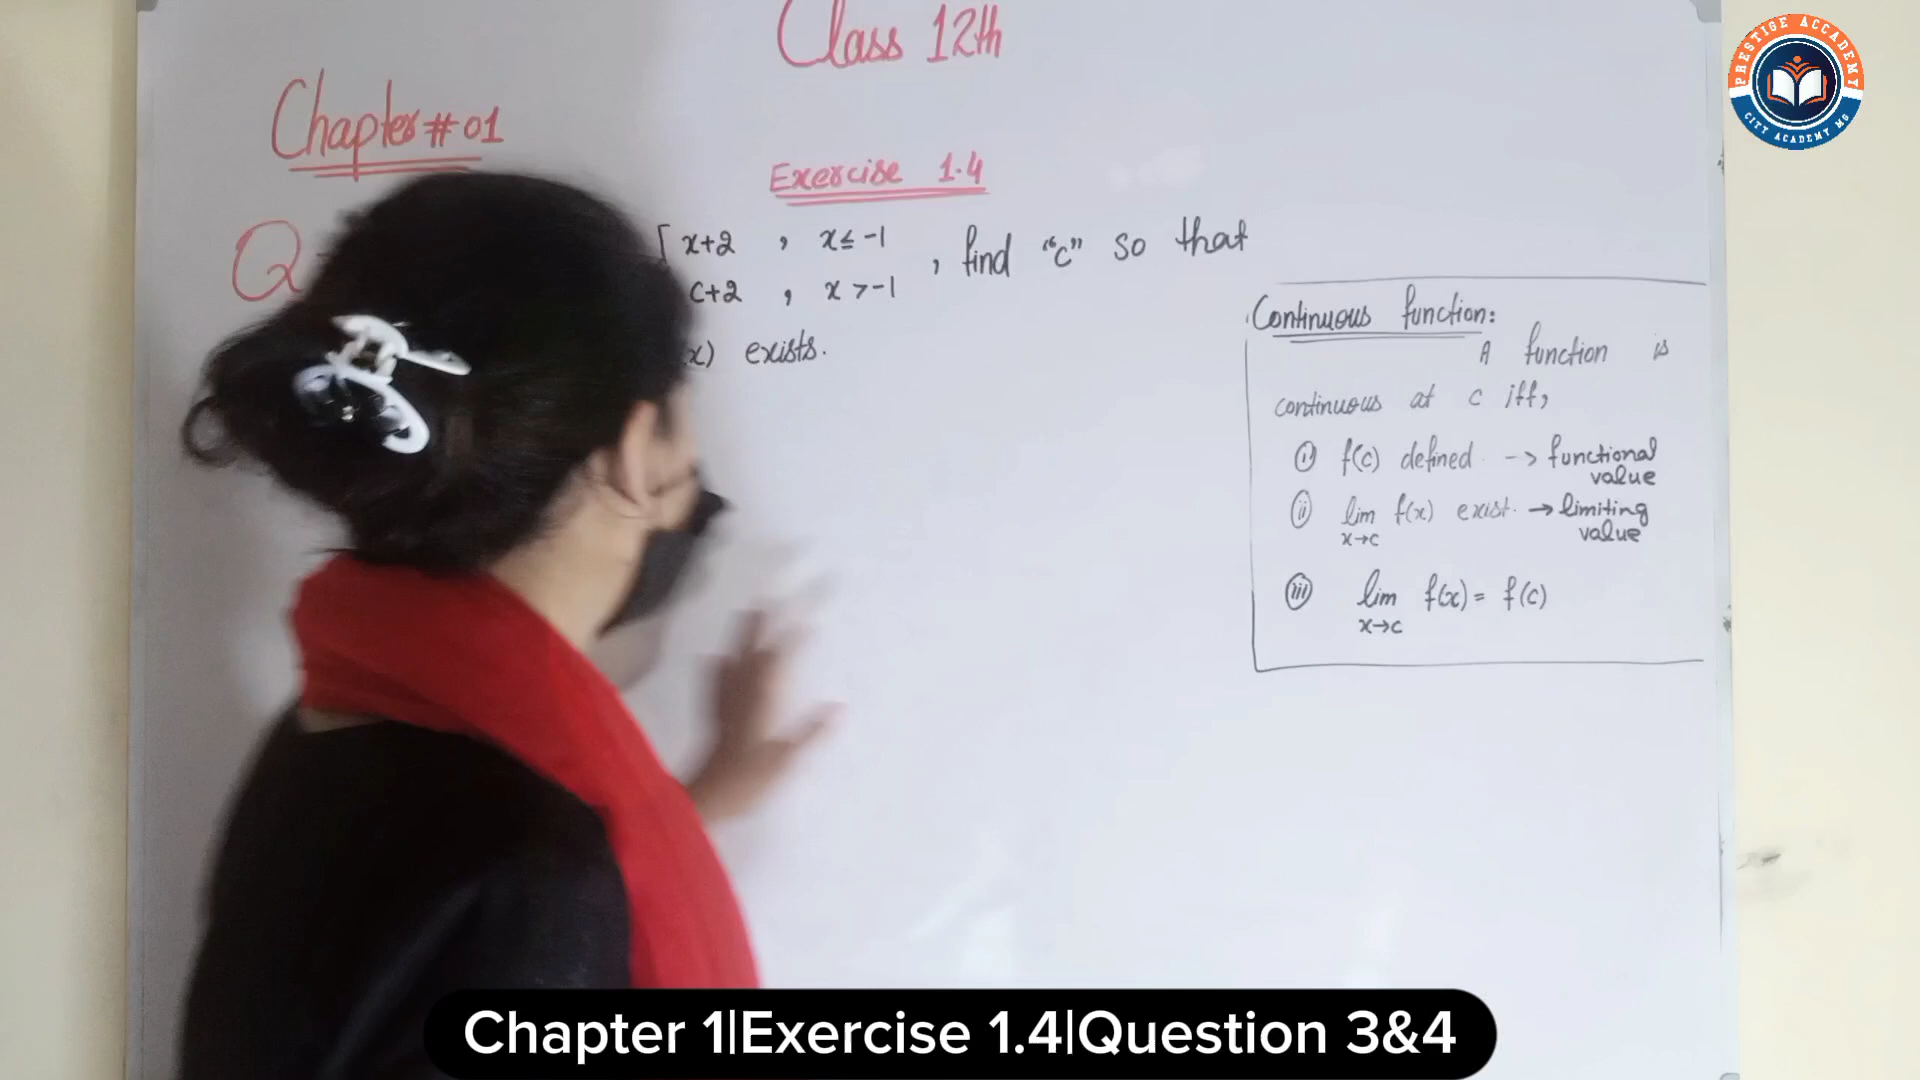 Class 12th
Chapter # 01
Exercise 1.4
Q
x+2 , x ≤ -1
c+2 , x > -1
, find "c" so that
x) exists.
Continuous function:
A function is
continuous at c iff,
(i) f(c) defined -> functional value
(ii) lim x→c f(x) exist. → limiting value
(iii) lim x→c f(x) = f(c)
PRESTIGE ACCADEMY
CITY ACADEMY MG
Chapter 1|Exercise 1.4|Question 3&4